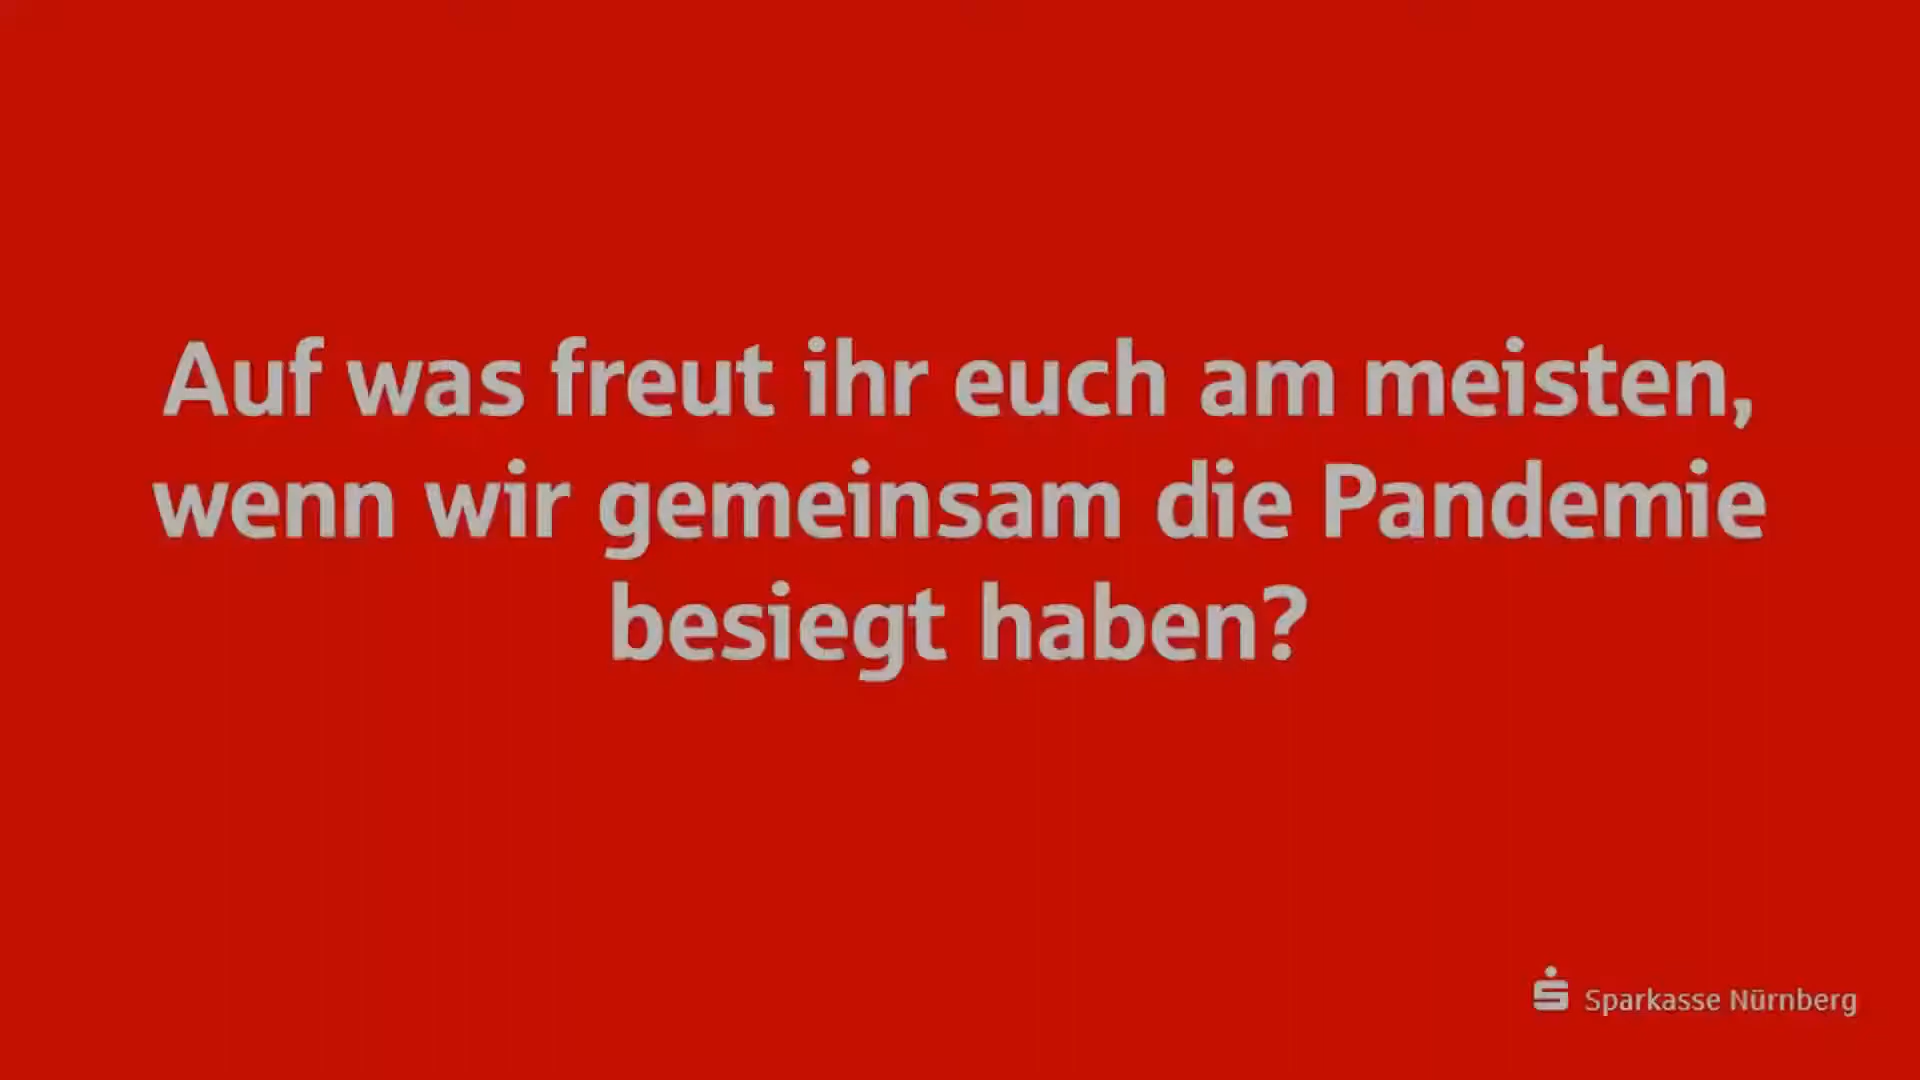 Auf was freut ihr euch am meisten,
wenn wir gemeinsam die Pandemie
besiegt haben?
Sparkasse Nürnberg